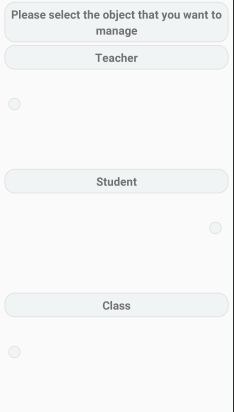 Please select the object that you want to
manage
Teacher
Student
Class